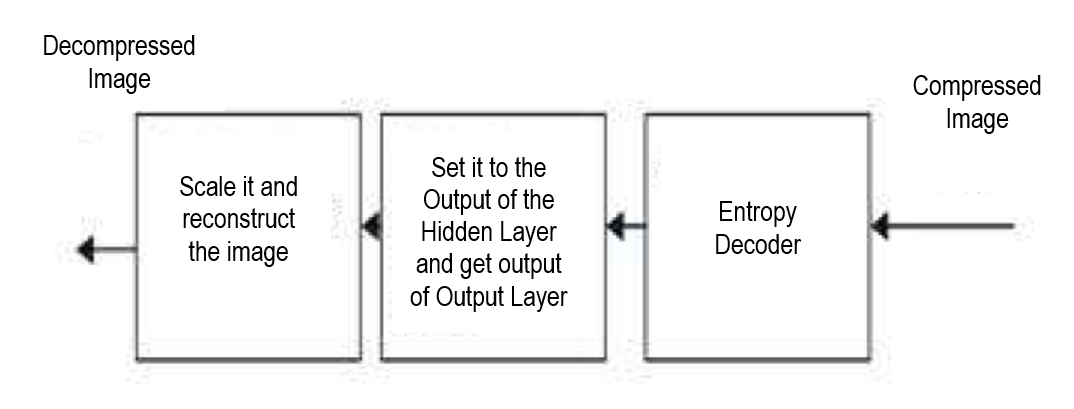 Decompressed
Image
Compressed
Image
Scale it and
reconstruct
the image
Set it to the
Output of the
Hidden Layer
and get output
of Output Layer
Entropy
Decoder